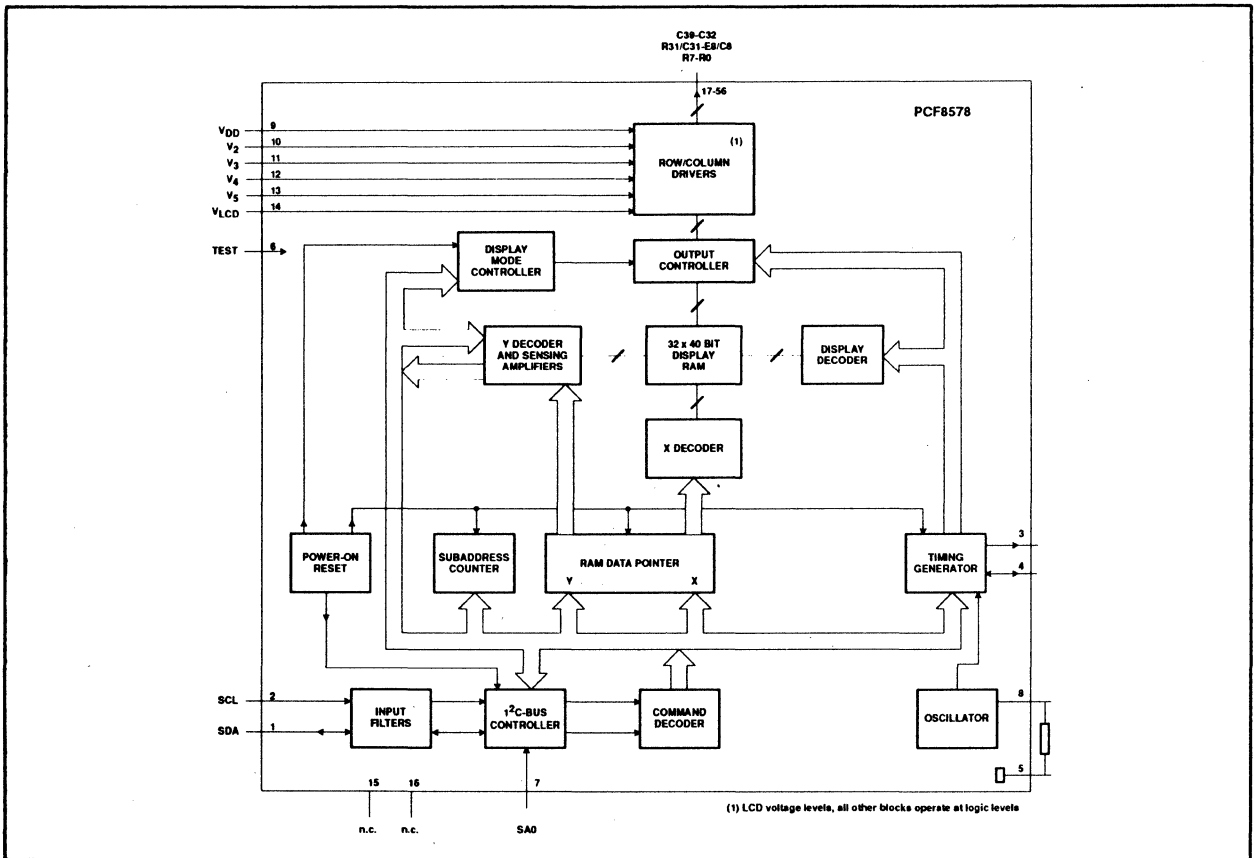 C39-C32
R31/C31-E8/C8
R7-R0
17-56
PCF8578
VDD 9
V2 10
V3 11
V4 12
V5 13
VLCD 14
TEST 6
(1)
ROW/COLUMN
DRIVERS
DISPLAY
MODE
CONTROLLER
OUTPUT
CONTROLLER
Y DECODER
AND SENSING
AMPLIFIERS
32 x 40 BIT
DISPLAY
RAM
DISPLAY
DECODER
X DECODER
POWER-ON
RESET
SUBADDRESS
COUNTER
RAM DATA POINTER
Y X
TIMING
GENERATOR
3
4
SCL 2
SDA 1
INPUT
FILTERS
1²C-BUS
CONTROLLER
COMMAND
DECODER
OSCILLATOR
8
5
15 16 7
n.c. n.c. SA0
(1) LCD voltage levels, all other blocks operate at logic levels